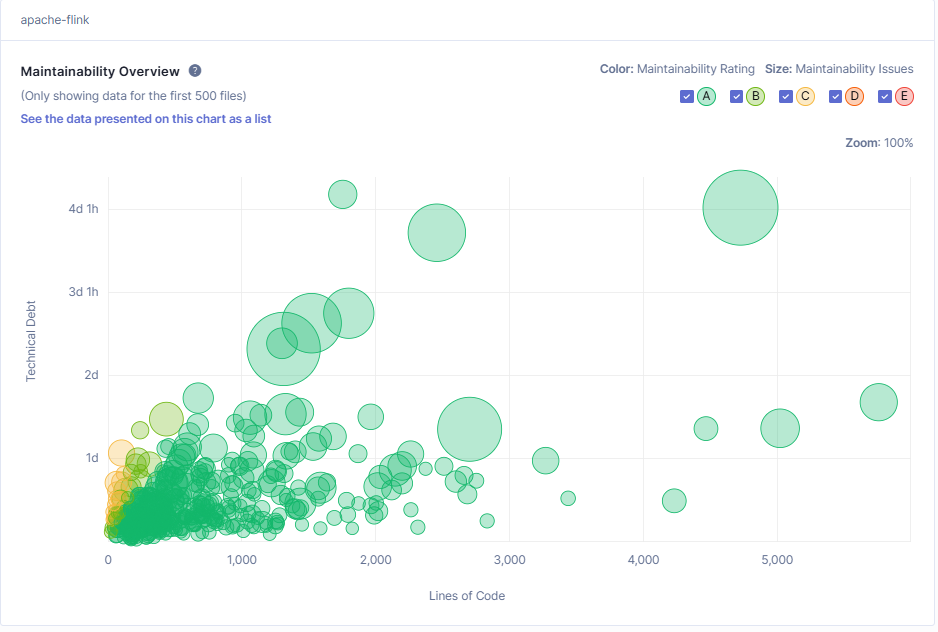 apache-flink
Maintainability Overview ?
Color: Maintainability Rating Size: Maintainability Issues
(Only showing data for the first 500 files)
A B C D E
See the data presented on this chart as a list
Zoom: 100%
4d 1h
3d 1h
2d
1d
Technical Debt
0 1,000 2,000 3,000 4,000 5,000
Lines of Code